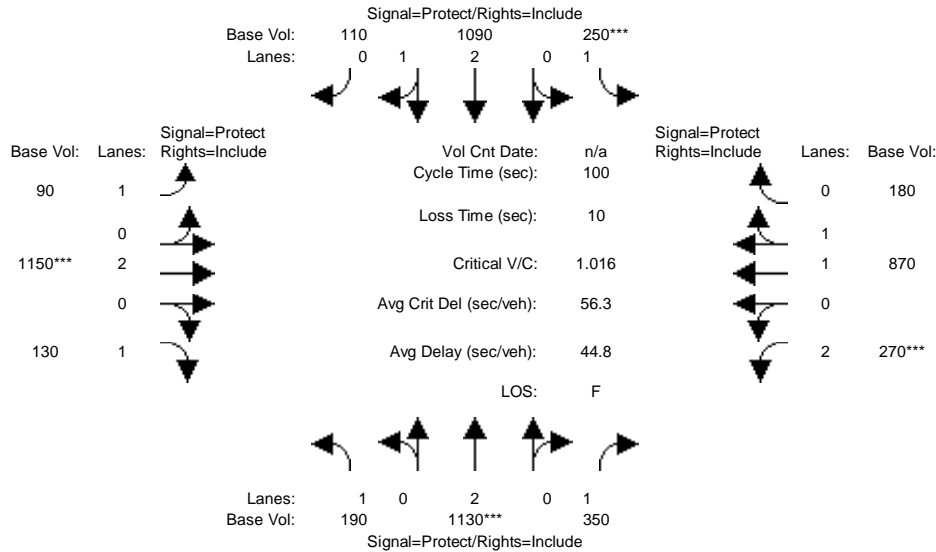 Signal=Protect/Rights=Include
Base Vol: 110 1090 250***
Lanes: 0 1 2 0 1
Signal=Protect
Base Vol: Lanes: Rights=Include
Vol Cnt Date: n/a
Signal=Protect
Rights=Include Lanes: Base Vol:
Cycle Time (sec): 100
90 1
0 180
Loss Time (sec): 10
0
1
1150*** 2
Critical V/C: 1.016
1 870
0
Avg Crit Del (sec/veh): 56.3
0
130 1
Avg Delay (sec/veh): 44.8
2 270***
LOS: F
Lanes: 1 0 2 0 1
Base Vol: 190 1130*** 350
Signal=Protect/Rights=Include